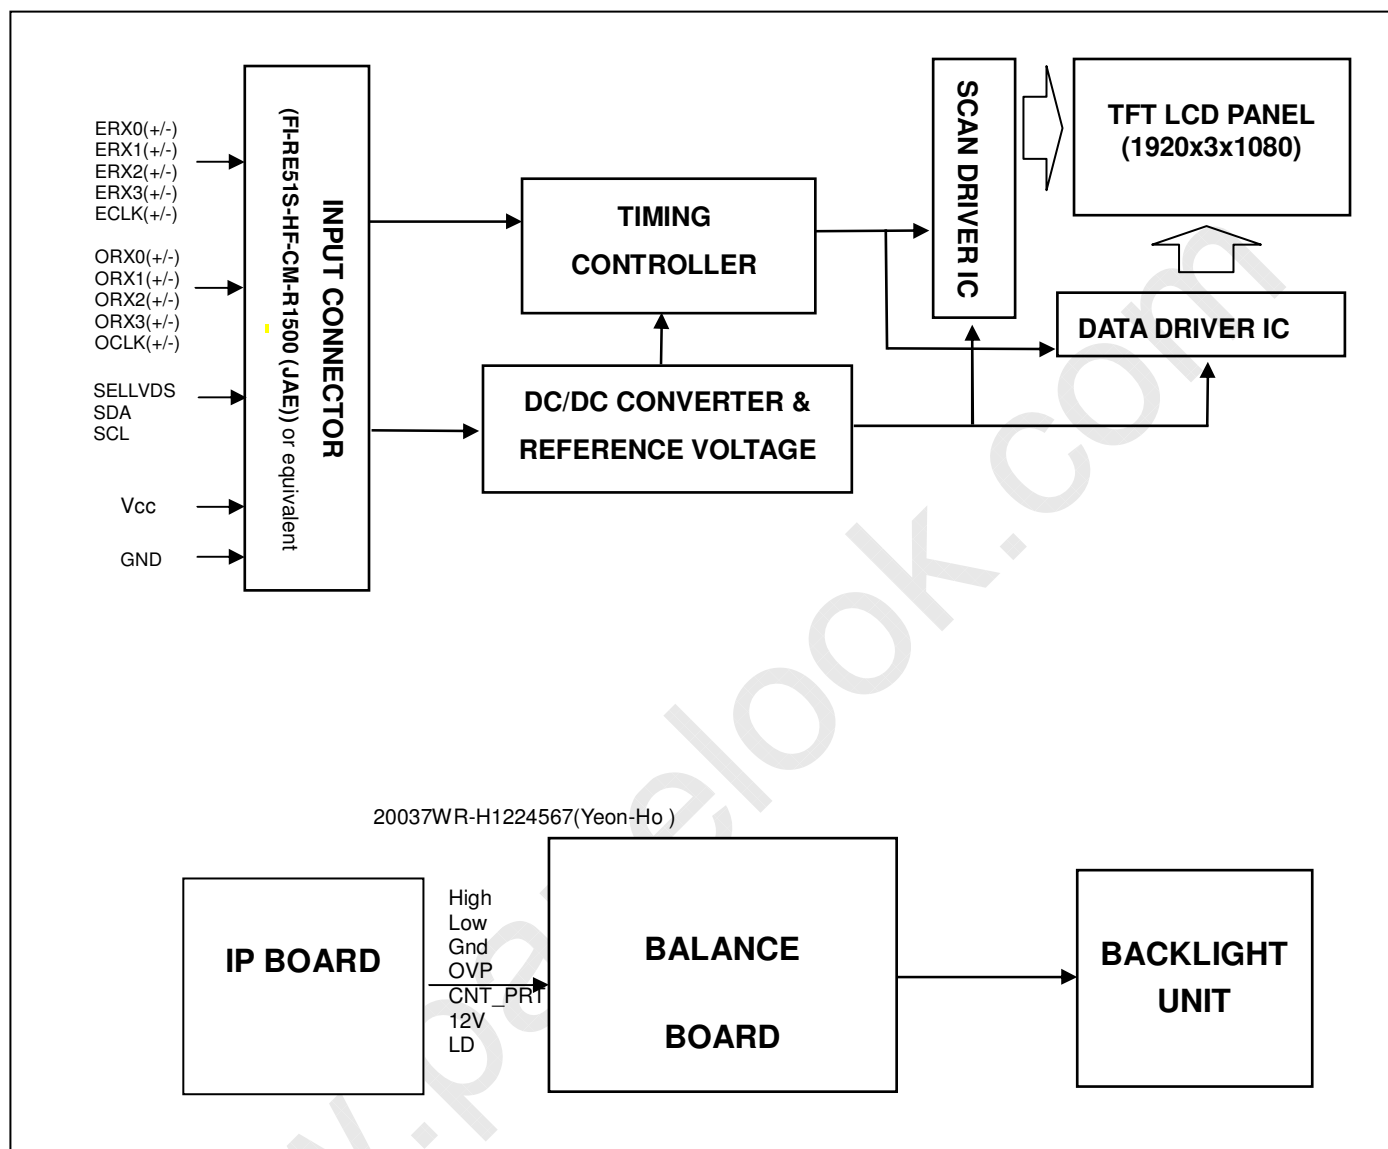 ERX0(+/-)
ERX1(+/-)
ERX2(+/-)
ERX3(+/-)
ECLK(+/-)
ORX0(+/-)
ORX1(+/-)
ORX2(+/-)
ORX3(+/-)
OCLK(+/-)
SELLVDS
SDA
SCL
Vcc
GND
INPUT CONNECTOR
(FI-RE51S-HF-CM-R1500 (JAE)) or equivalent
TIMING
CONTROLLER
DC/DC CONVERTER &
REFERENCE VOLTAGE
SCAN DRIVER IC
TFT LCD PANEL
(1920x3x1080)
DATA DRIVER IC
20037WR-H1224567(Yeon-Ho )
IP BOARD
High
Low
Gnd
OVP
CNT_PRT
12V
LD
BALANCE
BOARD
BACKLIGHT
UNIT